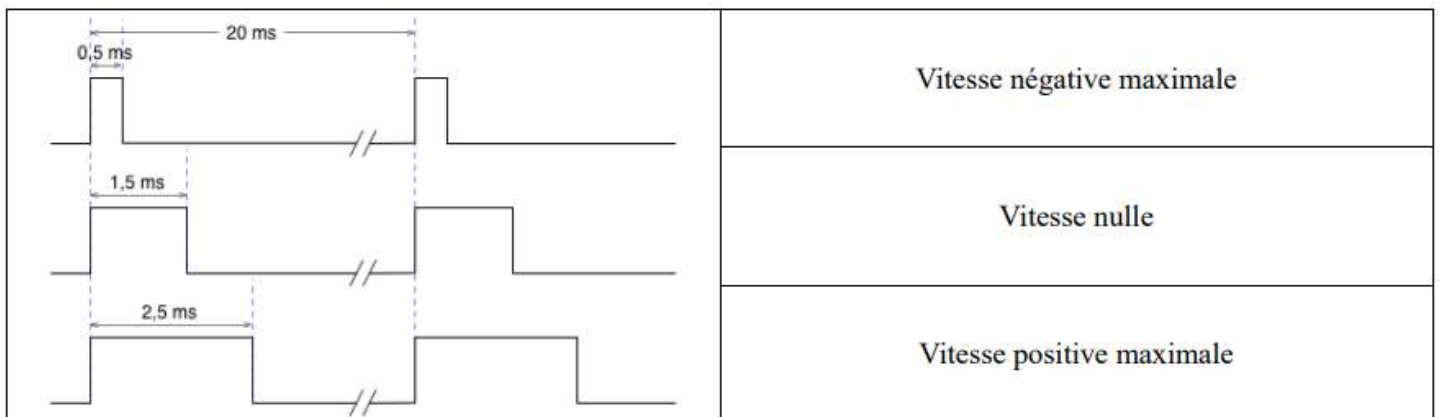 20 ms
0,5 ms
Vitesse négative maximale
1,5 ms
Vitesse nulle
2,5 ms
Vitesse positive maximale